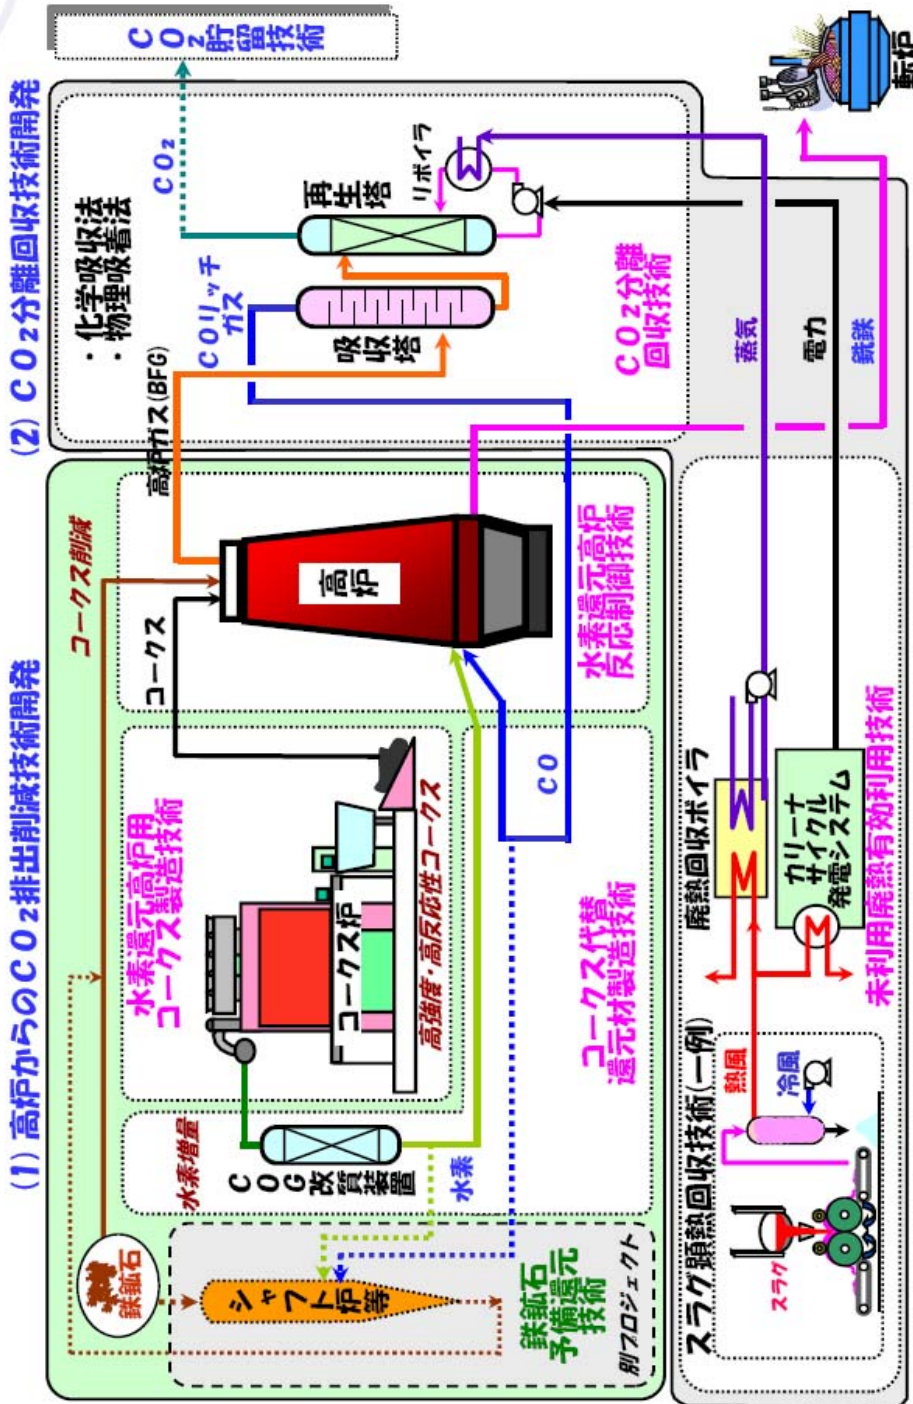 (1) 高炉からのCO₂排出削減技術開発
(2) CO₂分離回収技術開発
鉄鉱石
コークス削減
シャフト炉等
鉄鉱石
予備還元
技術
別プロジェクト
水素増量
COG改質装置
水素
水素還元高炉用
コークス製造技術
コークス炉
高強度・高反応性コークス
コークス代替
還元材製造技術
コークス
高炉
水素還元高炉
反応制御技術
CO
高炉ガス(BFG)
・化学吸収法
・物理吸着法
CO₂
CO₂貯留技術
COリッチ
ガス
吸収塔
再生塔
リボイラ
CO₂分離
回収技術
スラグ顕熱回収技術(一例)
スラグ
熱風
冷風
廃熱回収ボイラ
カリーナ
サイクル
発電システム
未利用廃熱有効利用技術
蒸気
電力
銑鉄
転炉